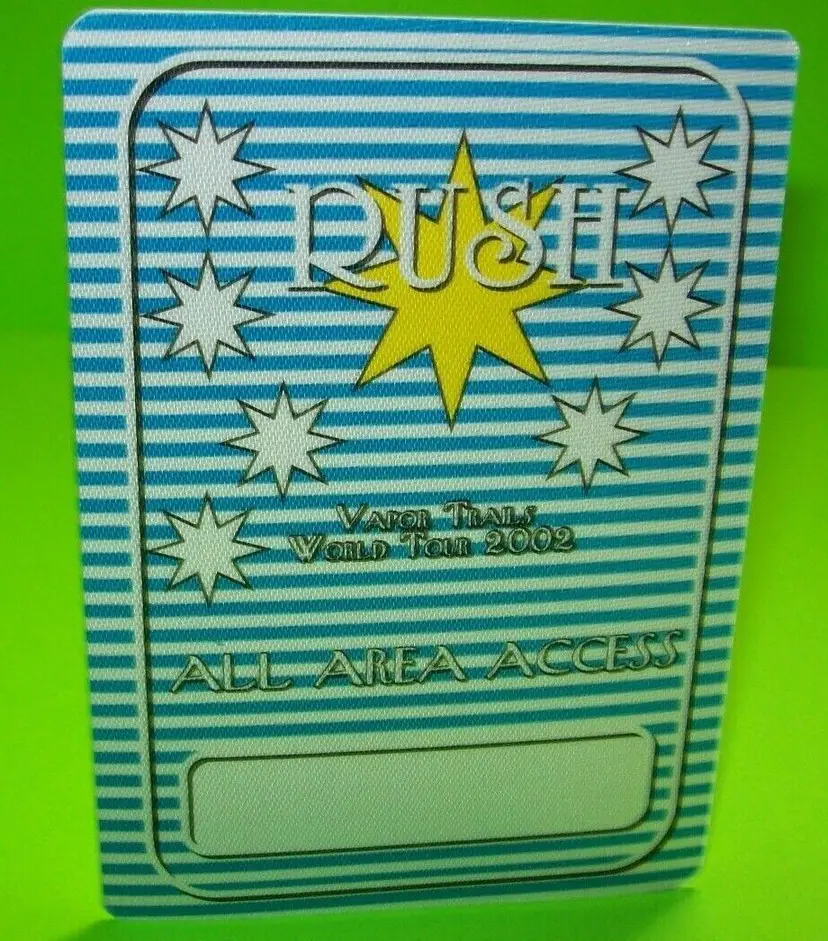 RUSH
Vapor Trails
World Tour 2002
ALL AREA ACCESS